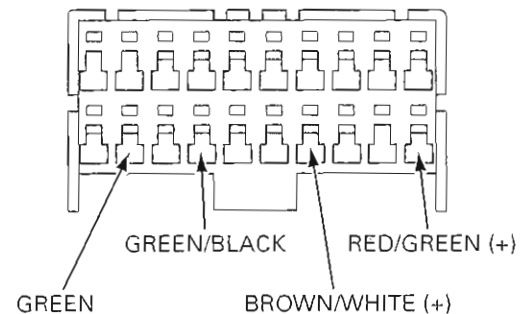 GREEN/BLACK RED/GREEN (+)
GREEN BROWN/WHITE (+)